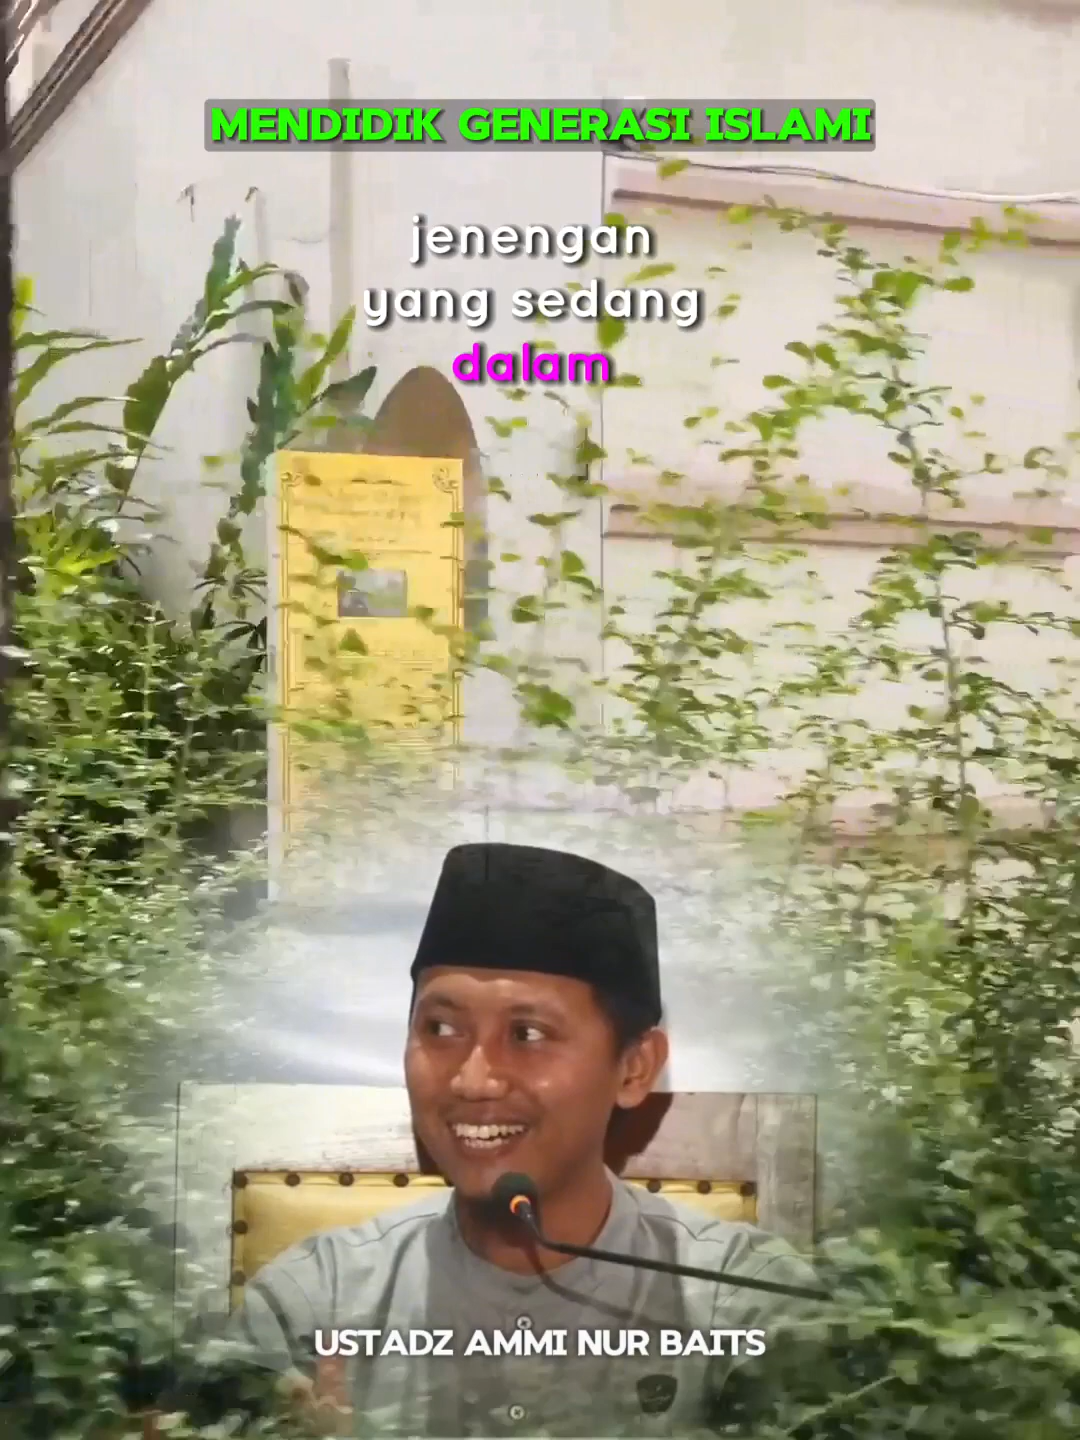 MENDIDIK GENERASI ISLAMI
jenengan
yang sedang
dalam
USTADZ AMMI NUR BAITS